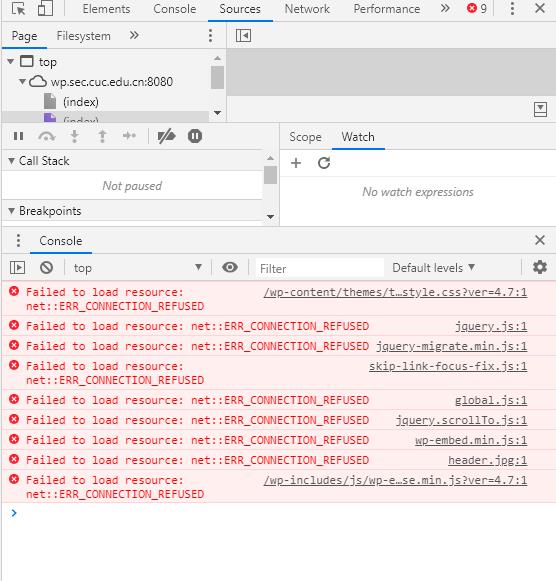 Elements Console Sources Network Performance » 9
Page Filesystem »
top
wp.sec.cuc.edu.cn:8080
(index)
(index)
Scope Watch
Call Stack
Not paused
No watch expressions
Breakpoints
Console
top Filter Default levels
Failed to load resource: /wp-content/themes/t…style.css?ver=4.7:1
net::ERR_CONNECTION_REFUSED
Failed to load resource: net::ERR_CONNECTION_REFUSED jquery.js:1
Failed to load resource: net::ERR_CONNECTION_REFUSED jquery-migrate.min.js:1
Failed to load resource: skip-link-focus-fix.js:1
net::ERR_CONNECTION_REFUSED
Failed to load resource: net::ERR_CONNECTION_REFUSED global.js:1
Failed to load resource: net::ERR_CONNECTION_REFUSED jquery.scrollTo.js:1
Failed to load resource: net::ERR_CONNECTION_REFUSED wp-embed.min.js:1
Failed to load resource: net::ERR_CONNECTION_REFUSED header.jpg:1
Failed to load resource: /wp-includes/js/wp-e…se.min.js?ver=4.7:1
net::ERR_CONNECTION_REFUSED